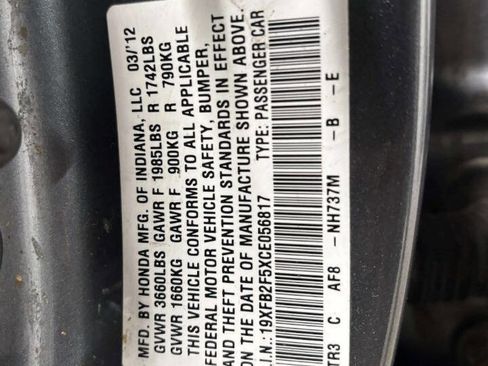 MFD. BY HONDA MFG. OF INDIANA, LLC 03/'12
GVWR 3660LBS GAWR F 1985LBS R 1742LBS
GVWR 1660KG GAWR F 900KG R 790KG
THIS VEHICLE CONFORMS TO ALL APPLICABLE
FEDERAL MOTOR VEHICLE SAFETY, BUMPER,
AND THEFT PREVENTION STANDARDS IN EFFECT
ON THE DATE OF MANUFACTURE SHOWN ABOVE.
V.I.N.:19XFB2F5XCE056817 TYPE: PASSENGER CAR
TR3 C AF8 -NH737M -B -E